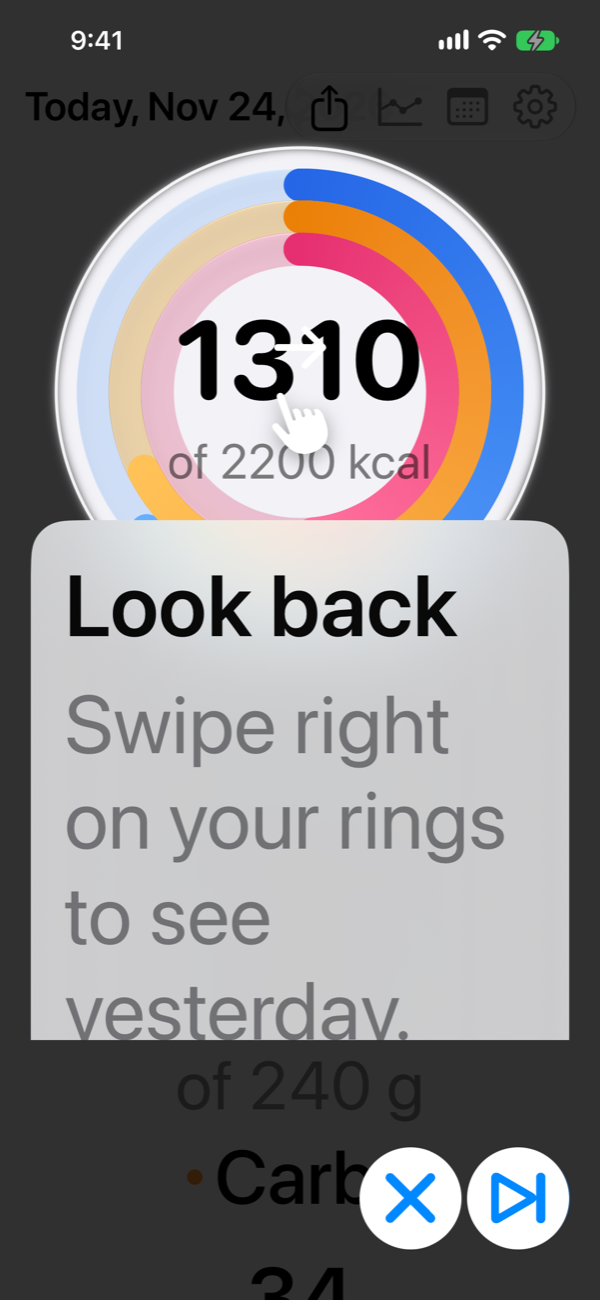 9:41
Today, Nov 24,
1310
of 2200 kcal
Look back
Swipe right
on your rings
to see
yesterday.
of 240 g
Carb
34